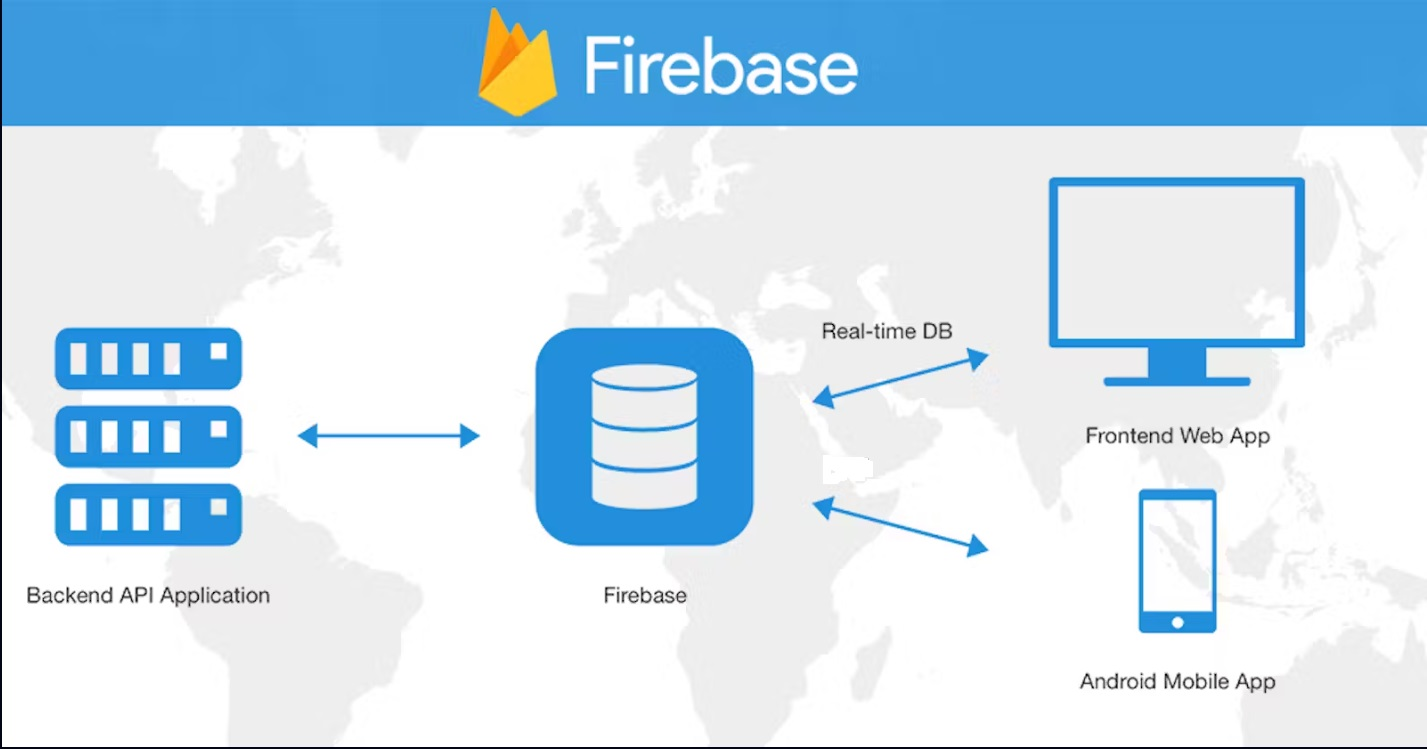 Firebase
Real-time DB
Frontend Web App
Backend API Application
Firebase
Android Mobile App